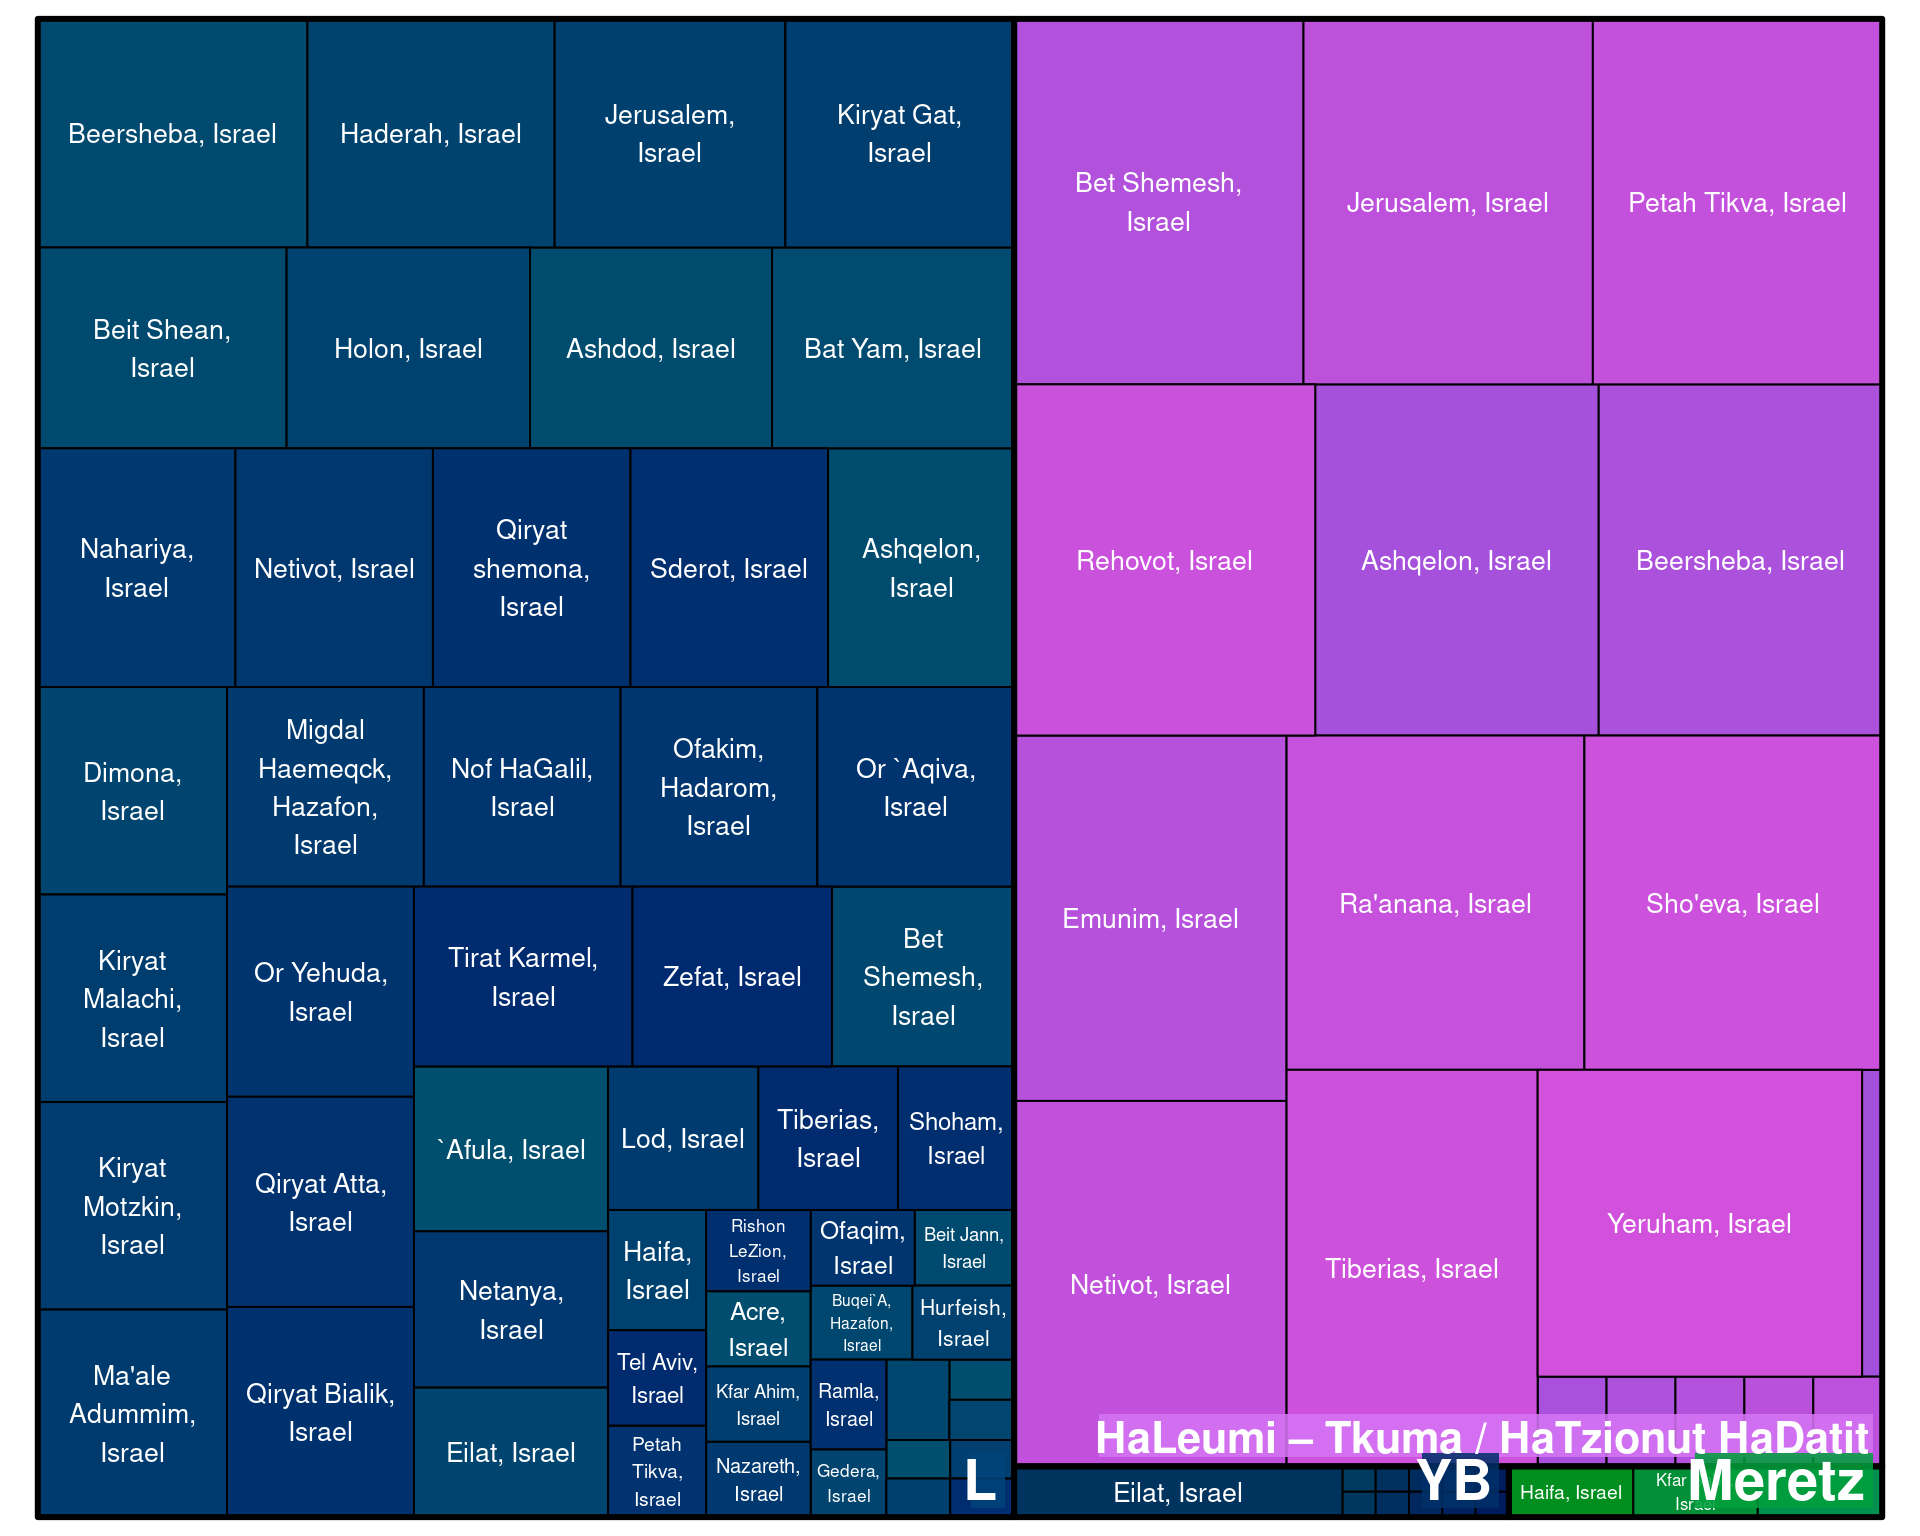 Beersheba, Israel
Haderah, Israel
Jerusalem,
Israel
Kiryat Gat,
Israel
Beit Shean,
Israel
Holon, Israel
Ashdod, Israel
Bat Yam, Israel
Nahariya,
Israel
Netivot, Israel
Qiryat
shemona,
Israel
Sderot, Israel
Ashqelon,
Israel
Dimona,
Israel
Migdal
Haemeqck,
Hazafon,
Israel
Nof HaGalil,
Israel
Ofakim,
Hadarom,
Israel
Or `Aqiva,
Israel
Kiryat
Malachi,
Israel
Or Yehuda,
Israel
Tirat Karmel,
Israel
Zefat, Israel
Bet
Shemesh,
Israel
Kiryat
Motzkin,
Israel
Qiryat Atta,
Israel
`Afula, Israel
Lod, Israel
Tiberias,
Israel
Shoham,
Israel
Ma'ale
Adummim,
Israel
Qiryat Bialik,
Israel
Netanya,
Israel
Eilat, Israel
Haifa,
Israel
Rishon
LeZion,
Israel
Ofaqim,
Israel
Beit Jann,
Israel
Acre,
Israel
Buqei`A,
Hazafon,
Israel
Hurfeish,
Israel
Tel Aviv,
Israel
Kfar Ahim,
Israel
Ramla,
Israel
Petah
Tikva,
Israel
Nazareth,
Israel
Gedera,
Israel
L
Bet Shemesh,
Israel
Jerusalem, Israel
Petah Tikva, Israel
Rehovot, Israel
Ashqelon, Israel
Beersheba, Israel
Emunim, Israel
Ra'anana, Israel
Sho'eva, Israel
Netivot, Israel
Tiberias, Israel
Yeruham, Israel
HaLeumi – Tkuma / HaTzionut HaDatit
Eilat, Israel
YB
Haifa, Israel
Kfar
Israel
Meretz